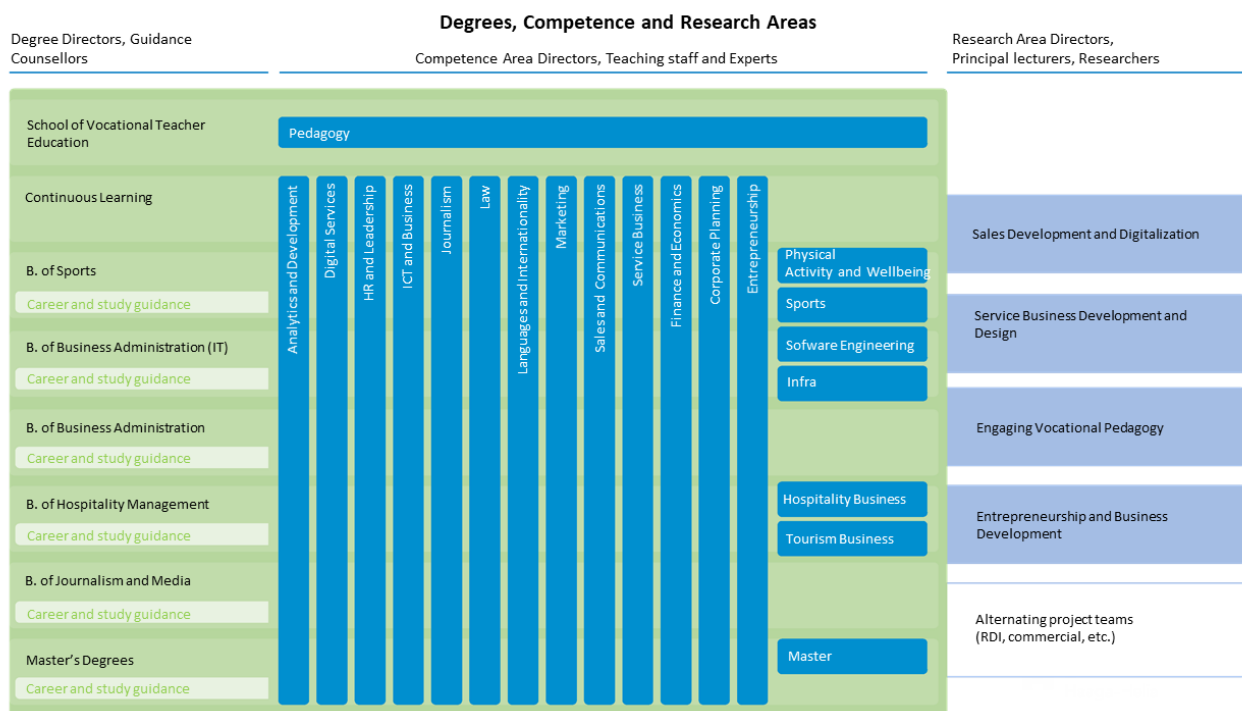 Degrees, Competence and Research Areas
Degree Directors, Guidance
Counsellors
Competence Area Directors, Teaching staff and Experts
Research Area Directors,
Principal lecturers, Researchers
School of Vocational Teacher
Education
Pedagogy
Continuous Learning
Analytics and Development
Digital Services
HR and Leadership
ICT and Business
Journalism
Law
Languages and Internationality
Marketing
Sales and Communications
Service Business
Finance and Economics
Corporate Planning
Entrepreneurship
B. of Sports
Career and study guidance
Physical
Activity and Wellbeing
Sports
B. of Business Administration (IT)
Career and study guidance
Sofware Engineering
Infra
B. of Business Administration
Career and study guidance
B. of Hospitality Management
Career and study guidance
Hospitality Business
Tourism Business
B. of Journalism and Media
Career and study guidance
Master's Degrees
Career and study guidance
Master
Sales Development and Digitalization
Service Business Development and
Design
Engaging Vocational Pedagogy
Entrepreneurship and Business
Development
Alternating project teams
(RDI, commercial, etc.)